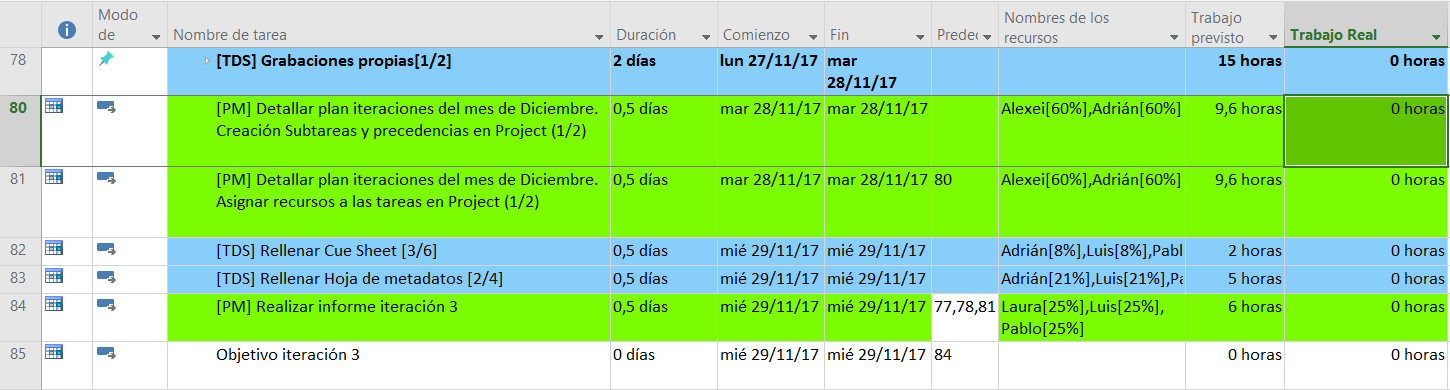 Modo de Nombre de tarea Duración Comienzo Fin Predec Nombres de los recursos Trabajo previsto Trabajo Real
78 [TDS] Grabaciones propias[1/2] 2 días lun 27/11/17 mar 28/11/17 15 horas 0 horas
80 [PM] Detallar plan iteraciones del mes de Diciembre. 0,5 días mar 28/11/17 mar 28/11/17 Alexei[60%],Adrián[60%] 9,6 horas 0 horas
Creación Subtareas y precedencias en Project (1/2)
81 [PM] Detallar plan iteraciones del mes de Diciembre. 0,5 días mar 28/11/17 mar 28/11/17 80 Alexei[60%],Adrián[60%] 9,6 horas 0 horas
Asignar recursos a las tareas en Project (1/2)
82 [TDS] Rellenar Cue Sheet [3/6] 0,5 días mié 29/11/17 mié 29/11/17 Adrián[8%],Luis[8%],Pabl 2 horas 0 horas
83 [TDS] Rellenar Hoja de metadatos [2/4] 0,5 días mié 29/11/17 mié 29/11/17 Adrián[21%],Luis[21%],Pa 5 horas 0 horas
84 [PM] Realizar informe iteración 3 0,5 días mié 29/11/17 mié 29/11/17 77,78,81 Laura[25%],Luis[25%], 6 horas 0 horas
Pablo[25%]
85 Objetivo iteración 3 0 días mié 29/11/17 mié 29/11/17 84 0 horas 0 horas